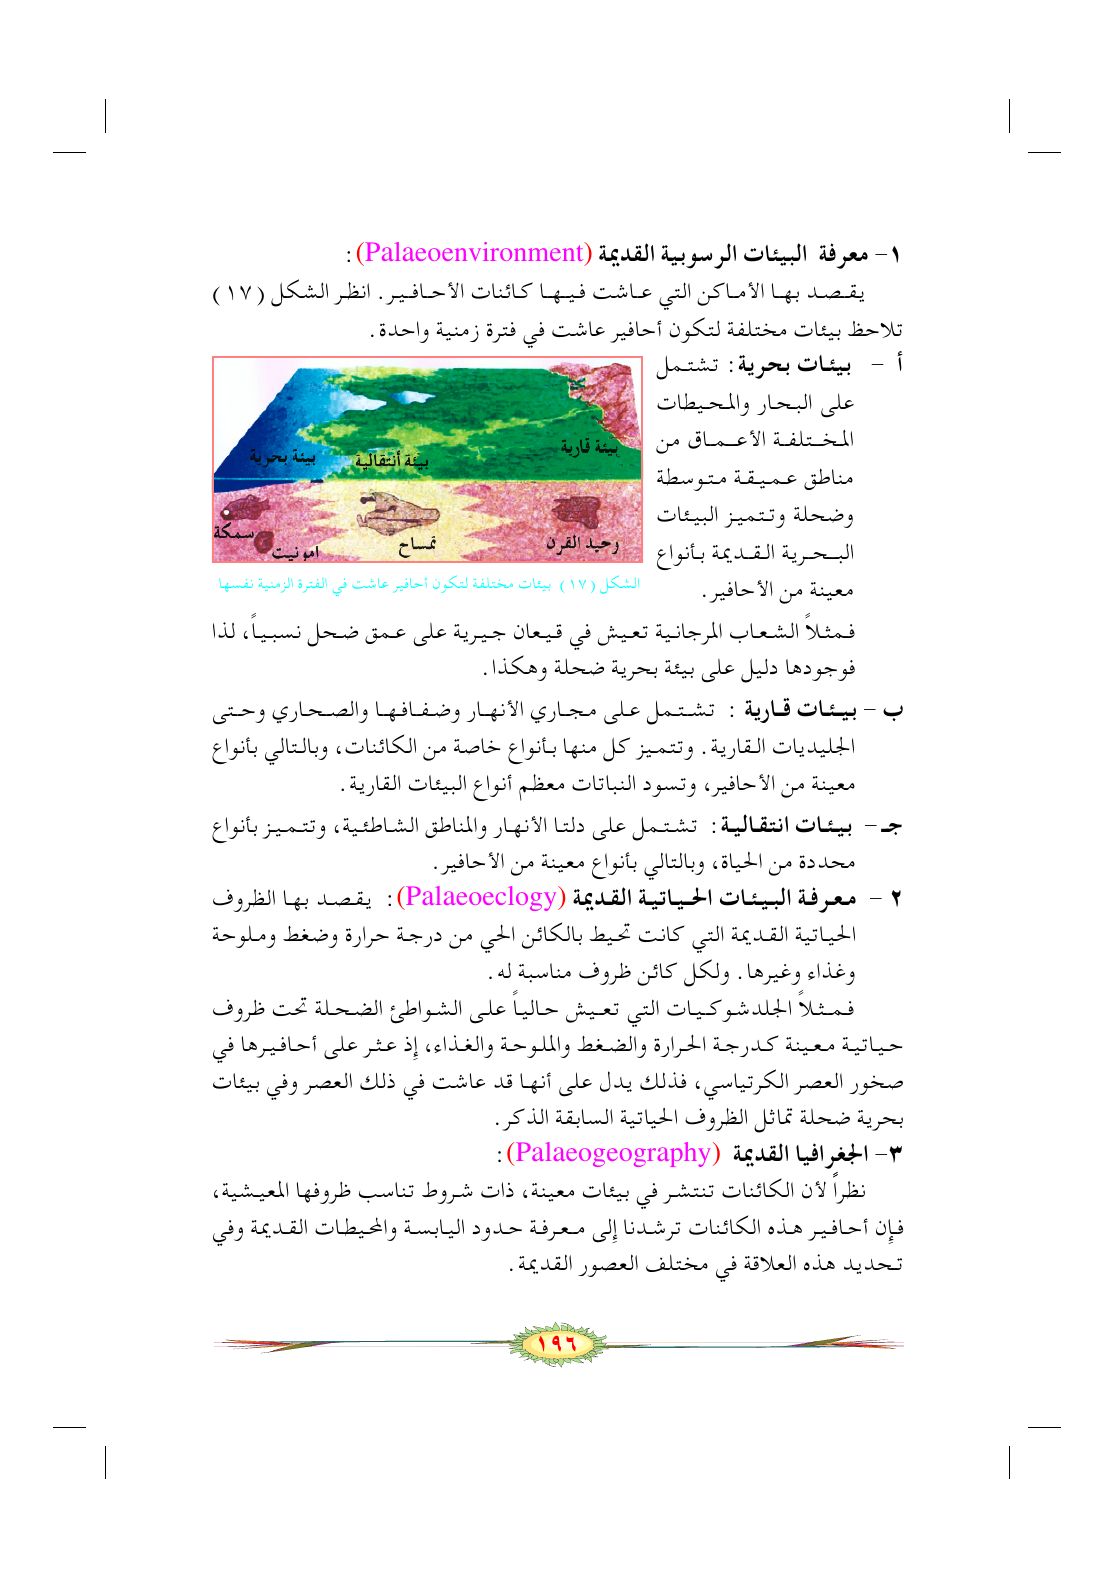 ١- معرفة البيئات الرسوبية القديمة (Palaeoenvironment) :
يقصد بها الأماكن التي عاشت فيها كائنات الأحافير. انظر الشكل (١٧)
تلاحظ بيئات مختلفة لتكون أحافير عاشت في فترة زمنية واحدة.
أ - بيئات بحرية: تشتمل
على البحار والمحيطات
المختلفة الأعماق من
مناطق عميقة متوسطة
وضحلة وتتميز البيئات
البحرية القديمة بأنواع
معينة من الأحافير.
بيئة قارية
بيئة أنتقالية
بيئة بحرية
سمكة
امونيت
تمساح
رحيد القرن
الشكل (١٧) بيئات مختلفة لتكون أحافير عاشت في الفترة الزمنية نفسها
فمثلاً الشعاب المرجانية تعيش في قيعان جيرية على عمق ضحل نسبياً، لذا
فوجودها دليل على بيئة بحرية ضحلة وهكذا.
ب - بيئات قارية : تشتمل على مجاري الأنهار وضفافها والصحاري وحتى
الجليديات القارية. وتتميز كل منها بأنواع خاصة من الكائنات، وبالتالي بأنواع
معينة من الأحافير، وتسود النباتات معظم أنواع البيئات القارية.
جـ - بيئات انتقالية: تشتمل على دلتا الأنهار والمناطق الشاطئية، وتتميز بأنواع
محددة من الحياة، وبالتالي بأنواع معينة من الأحافير.
٢ - معرفة البيئات الحياتية القديمة (Palaeoeclogy) : يقصد بها الظروف
الحياتية القديمة التي كانت تحيط بالكائن الحي من درجة حرارة وضغط وملوحة
وغذاء وغيرها. ولكل كائن ظروف مناسبة له.
فمثلاً الجلدشوكيات التي تعيش حالياً على الشواطئ الضحلة تحت ظروف
حياتية معينة كدرجة الحرارة والضغط والملوحة والغذاء، إذ عثر على أحافيرها في
صخور العصر الكرتياسي، فذلك يدل على أنها قد عاشت في ذلك العصر وفي بيئات
بحرية ضحلة تماثل الظروف الحياتية السابقة الذكر.
٣- الجغرافيا القديمة (Palaeogeography) :
نظراً لأن الكائنات تنتشر في بيئات معينة، ذات شروط تناسب ظروفها المعيشية،
فإن أحافير هذه الكائنات ترشدنا إلى معرفة حدود اليابسة والمحيطات القديمة وفي
تحديد هذه العلاقة في مختلف العصور القديمة.
١٩٦